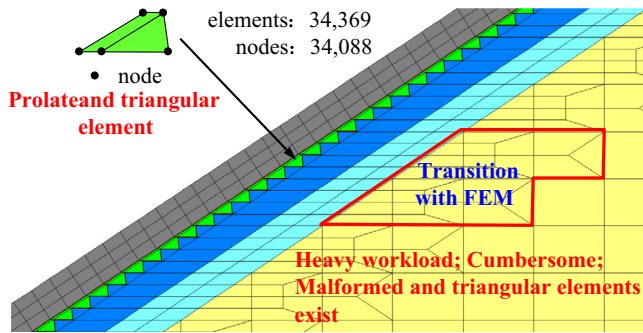 elements: 34,369
nodes: 34,088
node
Prolateand triangular
element
Transition
with FEM
Heavy workload; Cumbersome;
Malformed and triangular elements
exist